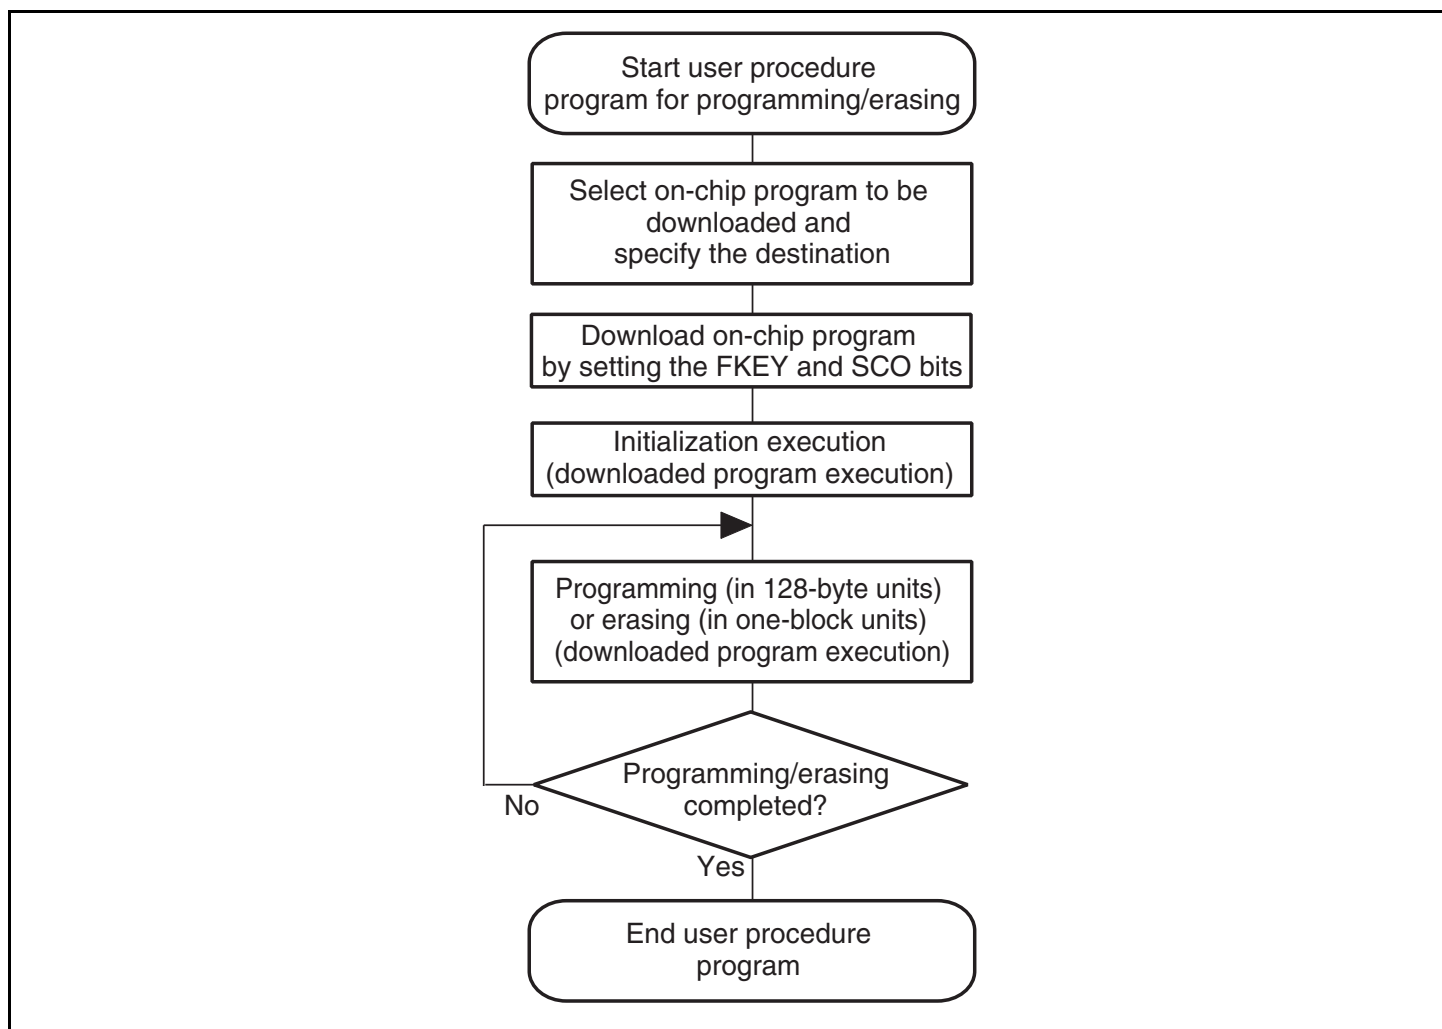 Start user procedure
program for programming/erasing
Select on-chip program to be
downloaded and
specify the destination
Download on-chip program
by setting the FKEY and SCO bits
Initialization execution
(downloaded program execution)
Programming (in 128-byte units)
or erasing (in one-block units)
(downloaded program execution)
Programming/erasing
completed?
No
Yes
End user procedure
program